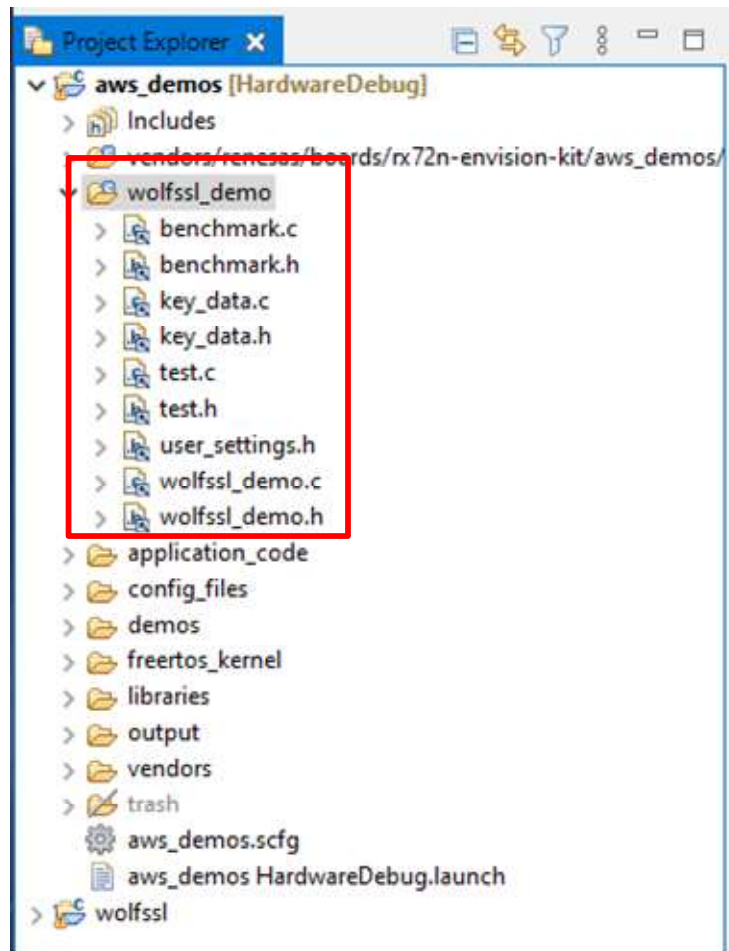 Project Explorer
aws_demos [HardwareDebug]
Includes
vendors/renesas/boards/rx72n-envision-kit/aws_demos/
wolfssl_demo
benchmark.c
benchmark.h
key_data.c
key_data.h
test.c
test.h
user_settings.h
wolfssl_demo.c
wolfssl_demo.h
application_code
config_files
demos
freertos_kernel
libraries
output
vendors
trash
aws_demos.scfg
aws_demos HardwareDebug.launch
wolfssl